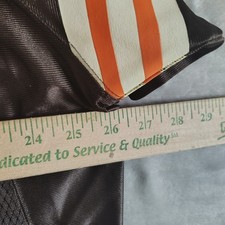 24 25 26 27 28 29
dicated to Service & Quality